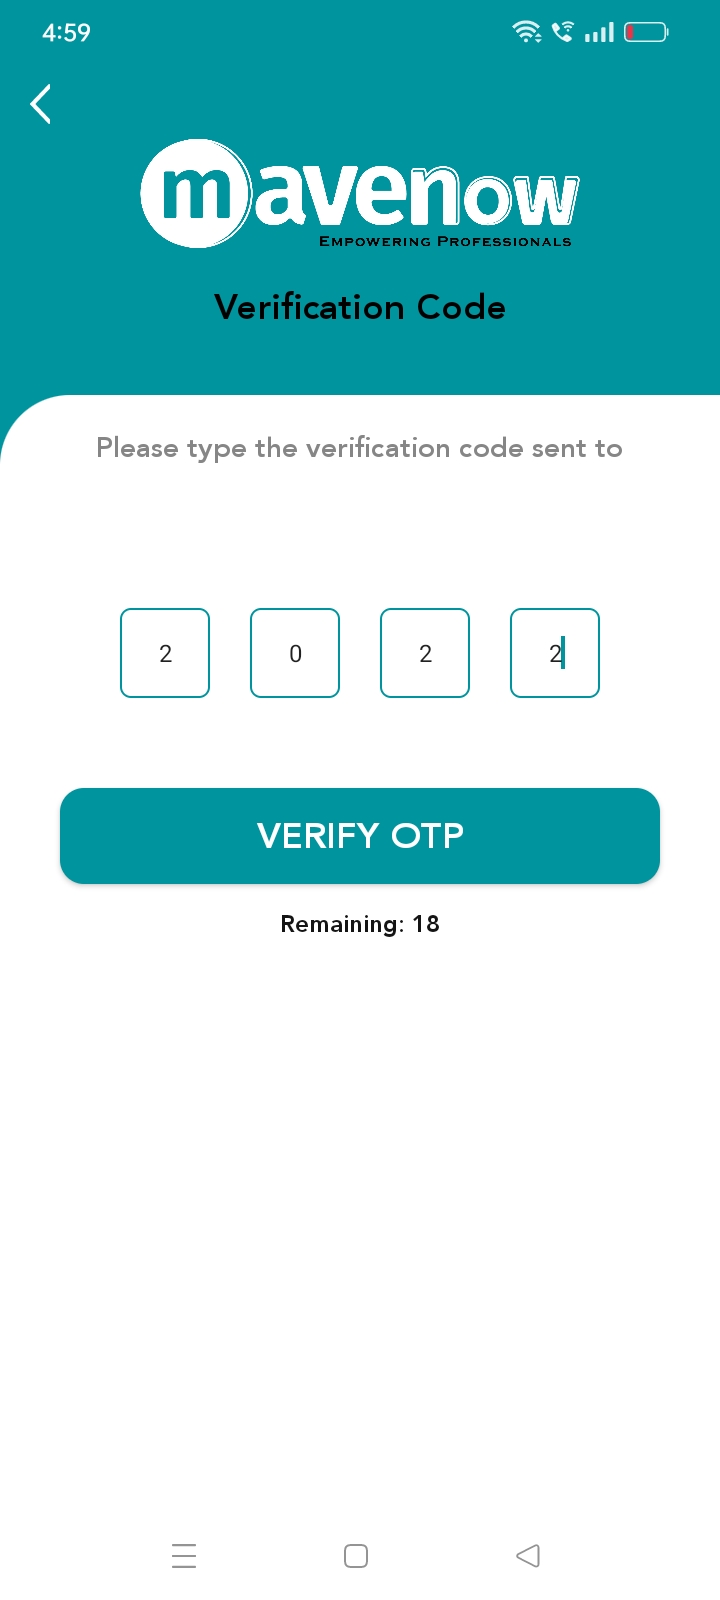 4:59
mavenow
EMPOWERING PROFESSIONALS
Verification Code
Please type the verification code sent to
2 0 2 2
VERIFY OTP
Remaining: 18